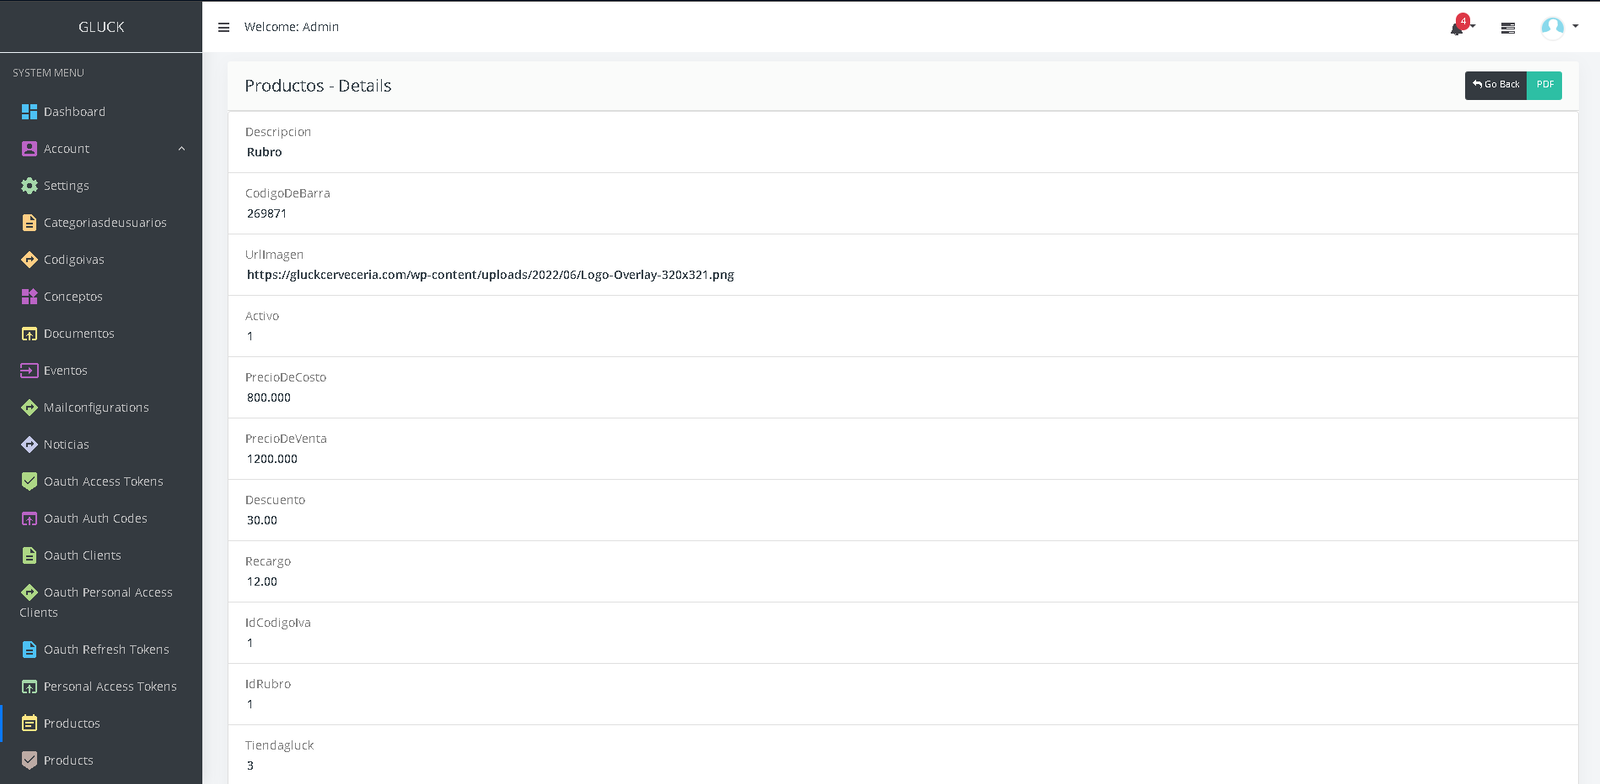 GLUCK
Welcome: Admin
4
SYSTEM MENU
Dashboard
Account
Settings
Categoriasdeusuarios
Codigoivas
Conceptos
Documentos
Eventos
Mailconfigurations
Noticias
Oauth Access Tokens
Oauth Auth Codes
Oauth Clients
Oauth Personal Access
Clients
Oauth Refresh Tokens
Personal Access Tokens
Productos
Products
Productos - Details
Go Back
PDF
Descripcion
Rubro
CodigoDeBarra
269871
UrlImagen
https://gluckcerveceria.com/wp-content/uploads/2022/06/Logo-Overlay-320x321.png
Activo
1
PrecioDeCosto
800.000
PrecioDeVenta
1200.000
Descuento
30.00
Recargo
12.00
IdCodigoIva
1
IdRubro
1
Tiendagluck
3